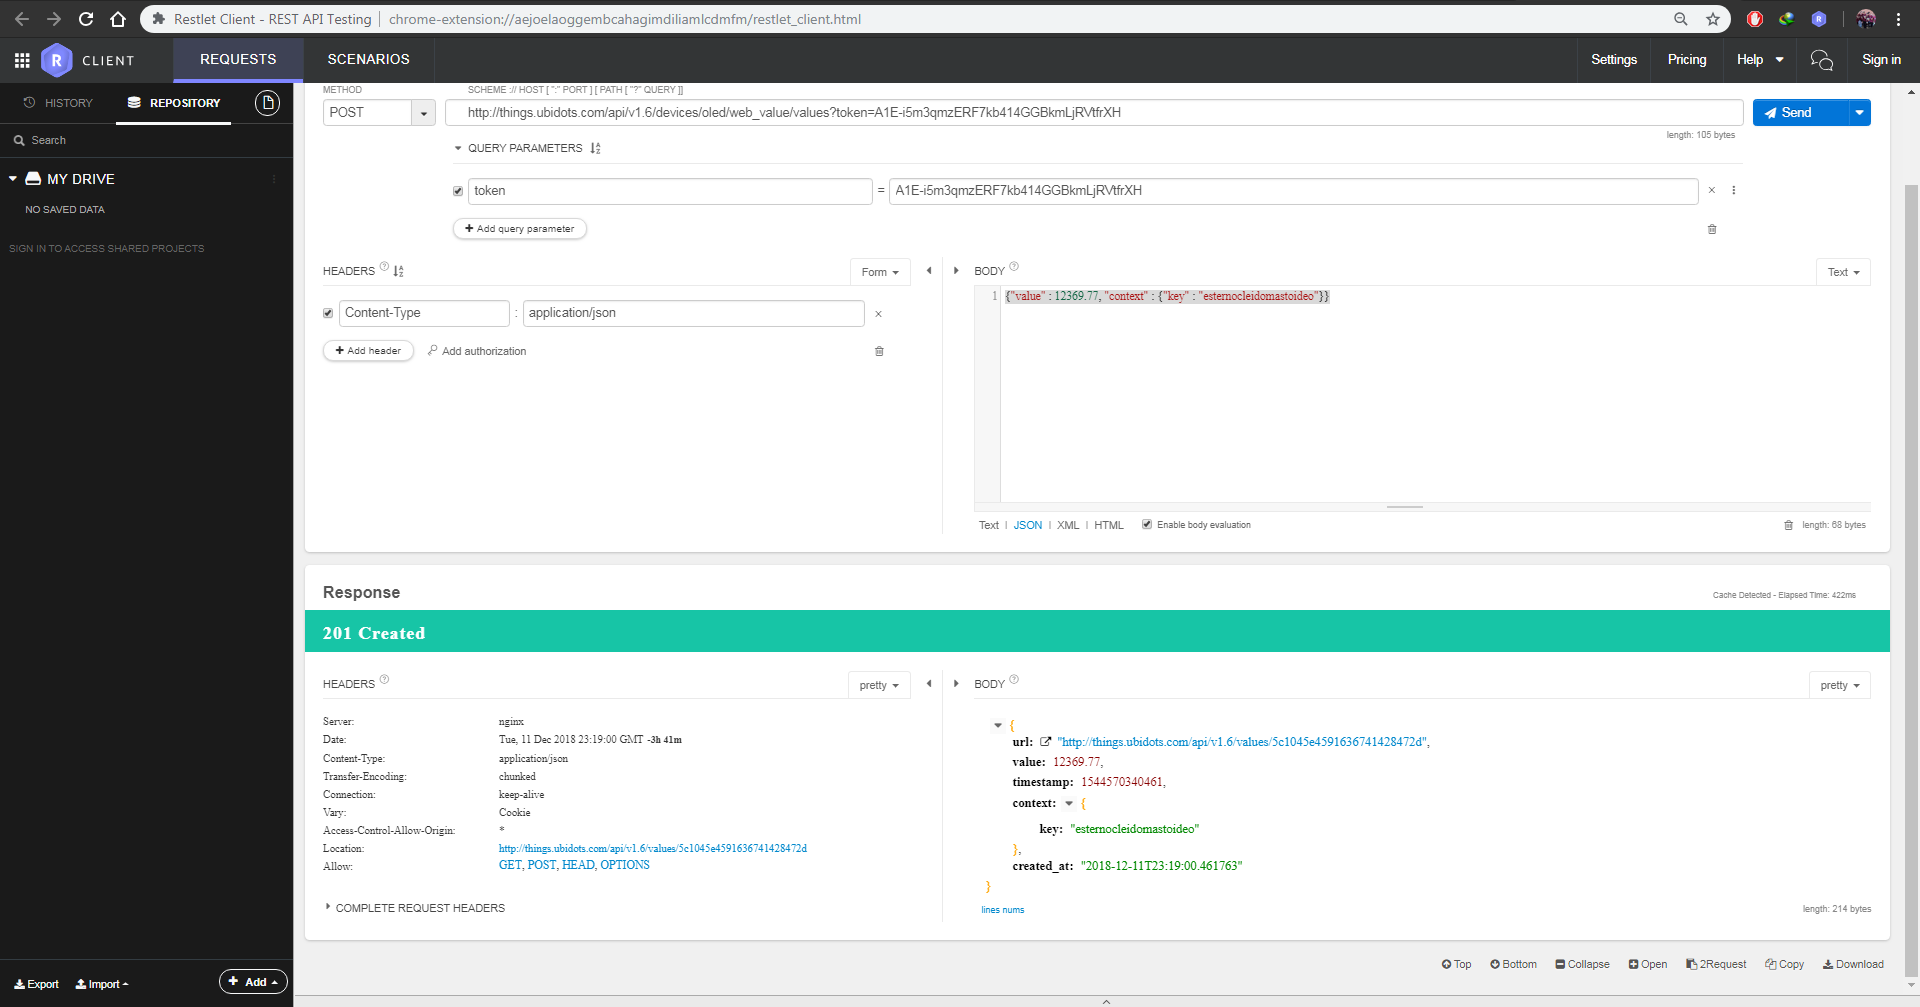 Restlet Client - REST API Testing | chrome-extension://aejoelaoggembcahagimdiliamlcdmfm/restlet_client.html
R CLIENT REQUESTS SCENARIOS Settings Pricing Help Sign in
HISTORY REPOSITORY
Search
MY DRIVE
NO SAVED DATA
SIGN IN TO ACCESS SHARED PROJECTS
METHOD SCHEME :// HOST [ ":" PORT ] [ PATH [ "?" QUERY ]]
POST http://things.ubidots.com/api/v1.6/devices/oled/web_value/values?token=A1E-i5m3qmzERF7kb414GGBkmLjRVtfrXH Send
length: 105 bytes
QUERY PARAMETERS
token = A1E-i5m3qmzERF7kb414GGBkmLjRVtfrXH
+ Add query parameter
HEADERS Form
Content-Type : application/json
+ Add header Add authorization
BODY Text
1 {"value" : 12369.77, "context" : {"key" : "esternocleidomastoideo"}}
Text | JSON | XML | HTML Enable body evaluation length: 68 bytes
Response
Cache Detected - Elapsed Time: 422ms
201 Created
HEADERS pretty
Server: nginx
Date: Tue, 11 Dec 2018 23:19:00 GMT -3h 41m
Content-Type: application/json
Transfer-Encoding: chunked
Connection: keep-alive
Vary: Cookie
Access-Control-Allow-Origin: *
Location: http://things.ubidots.com/api/v1.6/values/5c1045e4591636741428472d
Allow: GET, POST, HEAD, OPTIONS
COMPLETE REQUEST HEADERS
BODY pretty
{
url: "http://things.ubidots.com/api/v1.6/values/5c1045e4591636741428472d",
value: 12369.77,
timestamp: 1544570340461,
context: {
key: "esternocleidomastoideo"
},
created_at: "2018-12-11T23:19:00.461763"
}
lines nums length: 214 bytes
Top Bottom Collapse Open 2Request Copy Download
Export Import + Add